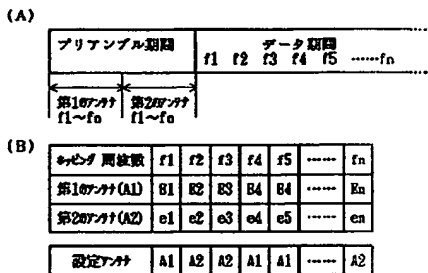 (A)
プリアンブル期間 データ期間
f1 f2 f3 f4 f5 ……fn
第1のアンテナ 第2のアンテナ
f1～fn f1～fn
(B)
ホッピング 周波数 f1 f2 f3 f4 f5 …… fn
第1のアンテナ(A1) E1 E2 E3 E4 E4 …… En
第2のアンテナ(A2) e1 e2 e3 e4 e5 …… en
設定アンテナ A1 A2 A2 A1 A1 …… A2